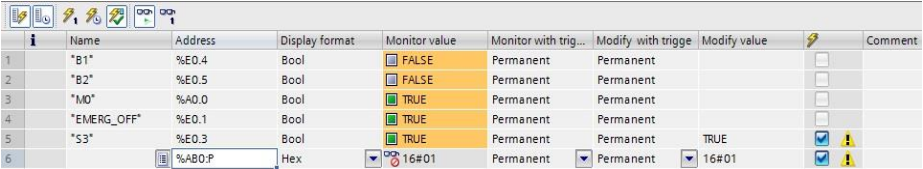 i Name Address Display format Monitor value Monitor with trig... Modify with trigge Modify value Comment
1 "B1" %E0.4 Bool FALSE Permanent Permanent
2 "B2" %E0.5 Bool FALSE Permanent Permanent
3 "M0" %A0.0 Bool TRUE Permanent Permanent
4 "EMERG_OFF" %E0.1 Bool TRUE Permanent Permanent
5 "S3" %E0.3 Bool TRUE Permanent Permanent TRUE
6 %AB0:P Hex 16#01 Permanent Permanent 16#01